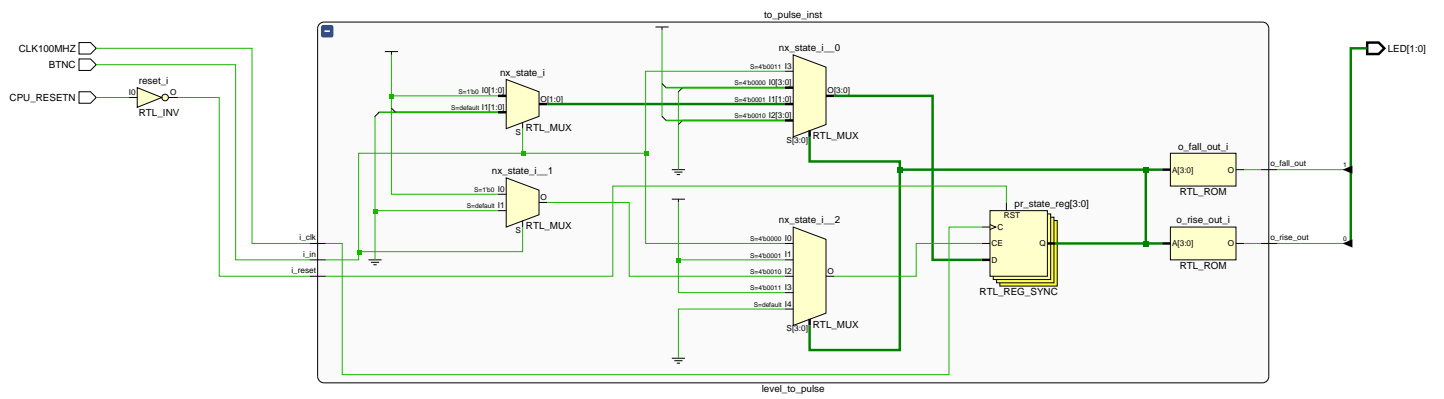 to_pulse_inst
CLK100MHZ
BTNC
CPU_RESETN
reset_i
I0
O
RTL_INV
nx_state_i
S=1'b0 I0[1:0]
S=default I1[1:0]
O[1:0]
S
RTL_MUX
nx_state_i__1
S=1'b0 I0
S=default I1
O
S
RTL_MUX
i_clk
i_in
i_reset
nx_state_i__0
S=4'b0011 I3
S=4'b0000 I0[3:0]
S=4'b0001 I1[1:0]
S=4'b0010 I2[3:0]
O[3:0]
S[3:0]
RTL_MUX
nx_state_i__2
S=4'b0000 I0
S=4'b0001 I1
S=4'b0010 I2
S=4'b0011 I3
S=default I4
O
S[3:0]
RTL_MUX
pr_state_reg[3:0]
RST
C
CE
D
Q
RTL_REG_SYNC
o_fall_out_i
A[3:0]
O
RTL_ROM
o_rise_out_i
A[3:0]
O
RTL_ROM
o_fall_out
1
o_rise_out
0
LED[1:0]
level_to_pulse